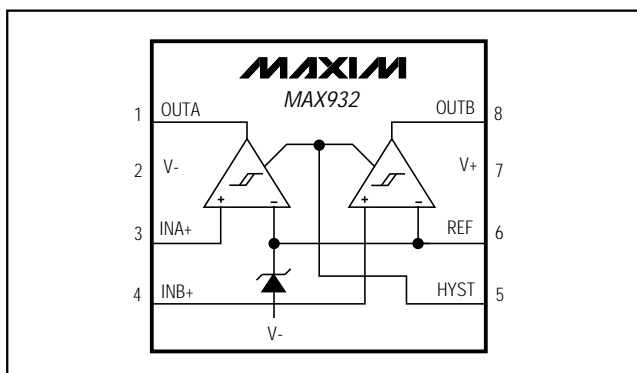 MAXIM
MAX932
1 OUTA
OUTB 8
2 V-
V+ 7
+ -
+ -
3 INA+
REF 6
4 INB+
HYST 5
V-